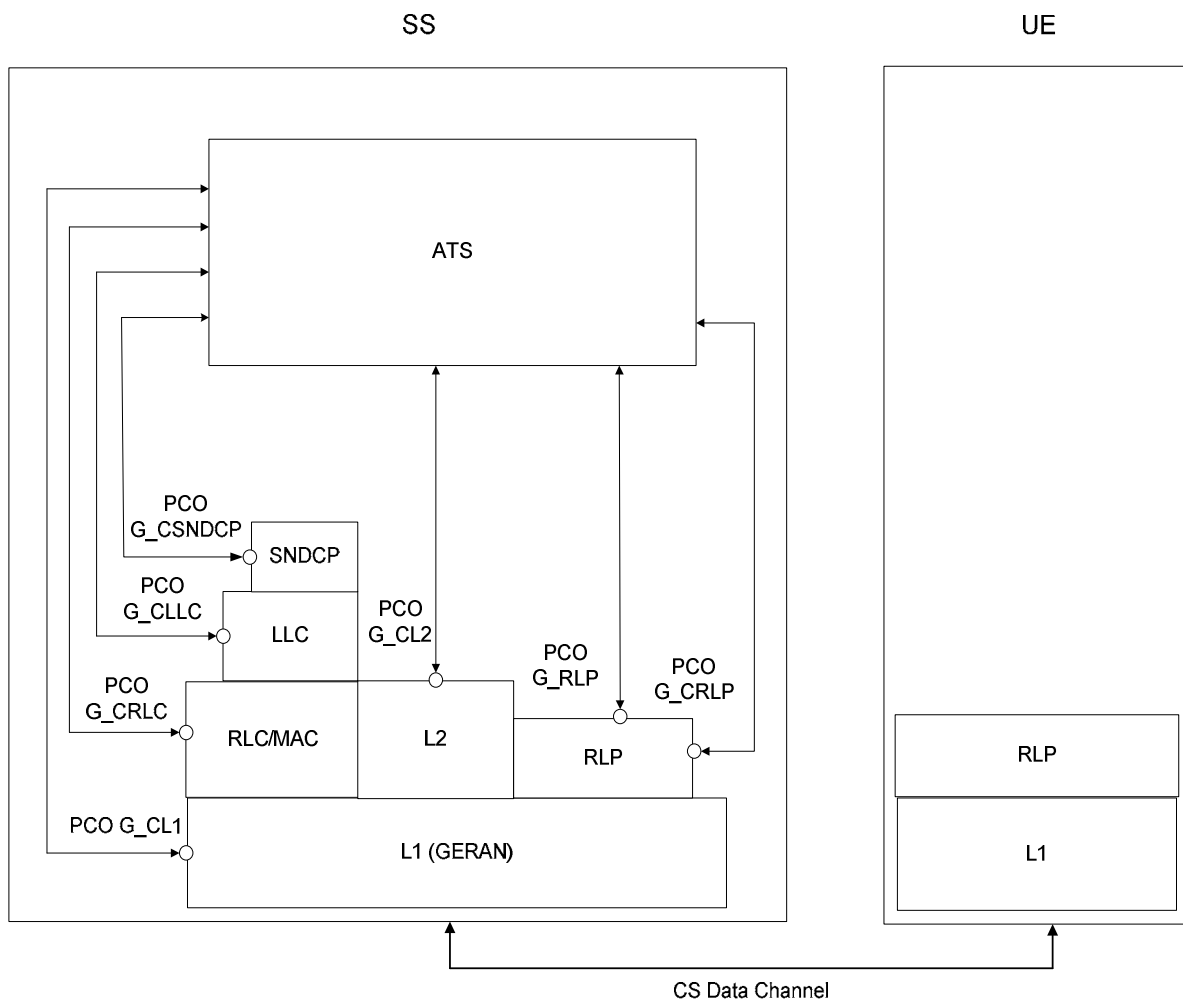 SS
UE
ATS
PCO
G_CSNDCP
SNDCP
PCO
G_CLLC
LLC
PCO
G_CL2
PCO
G_RLP
PCO
G_CRLP
PCO
G_CRLC
RLC/MAC
L2
RLP
RLP
PCO G_CL1
L1 (GERAN)
L1
CS Data Channel